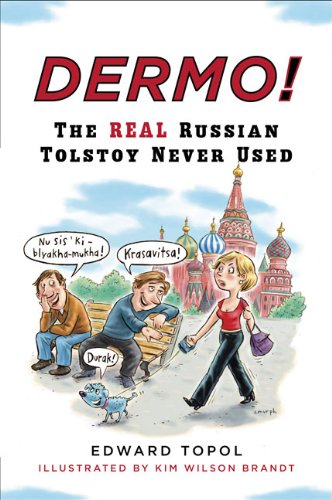 DERMO!
THE REAL RUSSIAN
TOLSTOY NEVER USED
Nu sis'ki-
blyakha-mukha!
Krasavitsa!
Durak!
cmurph
EDWARD TOPOL
ILLUSTRATED BY KIM WILSON BRANDT